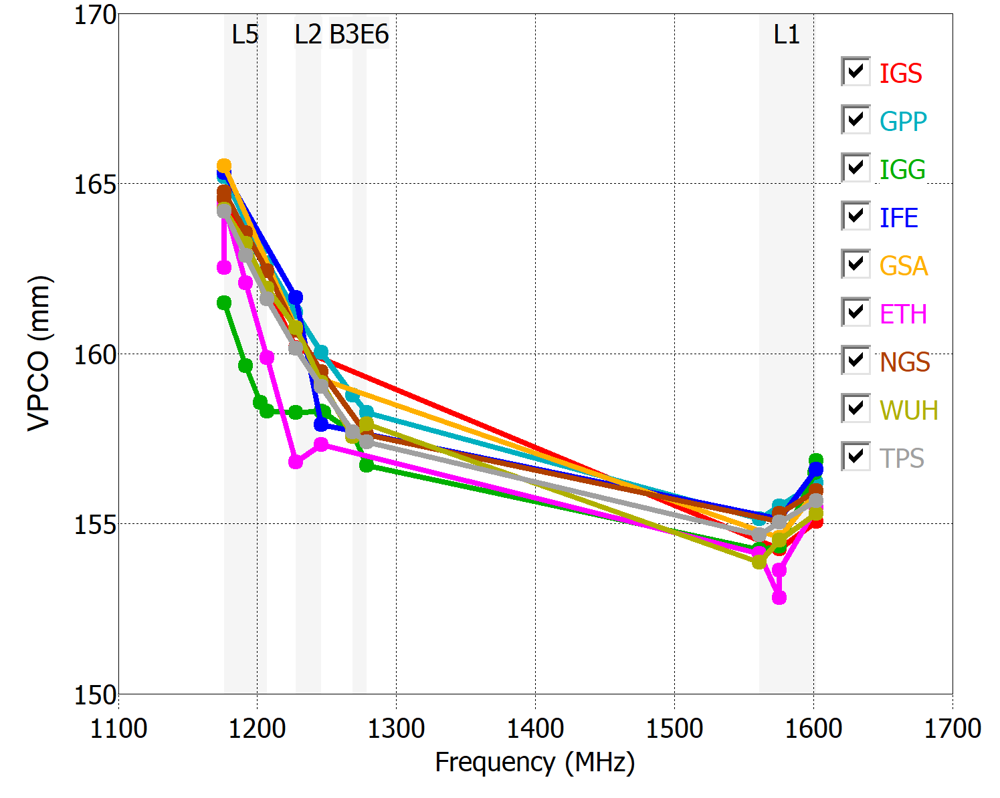 170
165
160
155
150
VPCO (mm)
L5 L2 B3E6 L1
IGS
GPP
IGG
IFE
GSA
ETH
NGS
WUH
TPS
1100 1200 1300 1400 1500 1600 1700
Frequency (MHz)